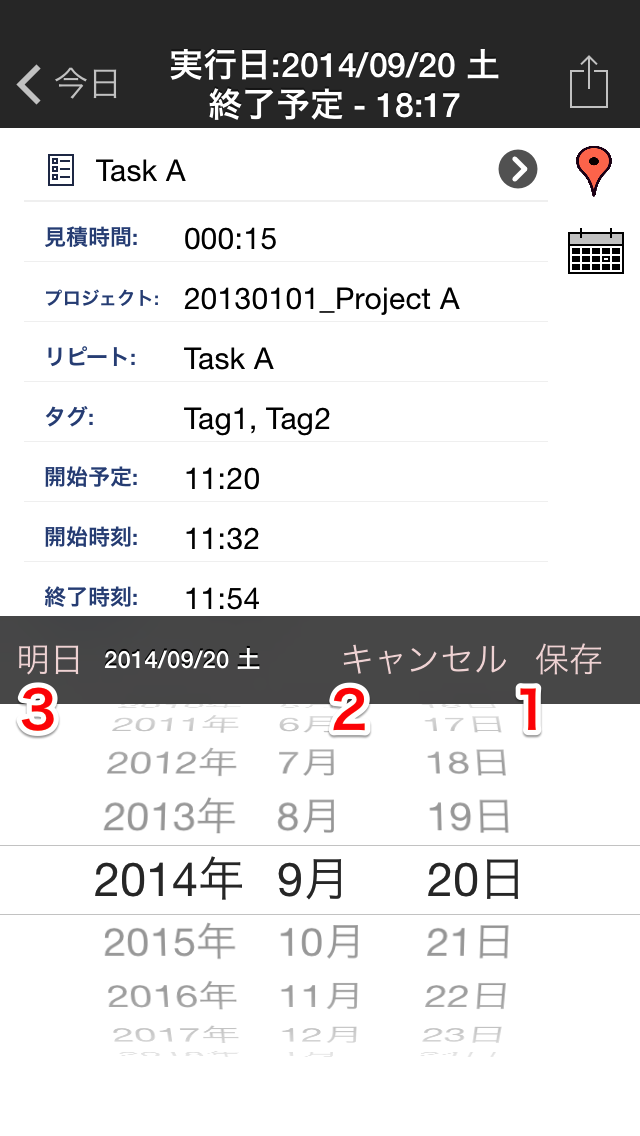 今日
実行日:2014/09/20 土
終了予定 - 18:17
Task A
見積時間: 000:15
プロジェクト: 20130101_Project A
リピート: Task A
タグ: Tag1, Tag2
開始予定: 11:20
開始時刻: 11:32
終了時刻: 11:54
明日 2014/09/20 土 キャンセル 保存
3 2 1
2011年 6月 17日
2012年 7月 18日
2013年 8月 19日
2014年 9月 20日
2015年 10月 21日
2016年 11月 22日
2017年 12月 23日